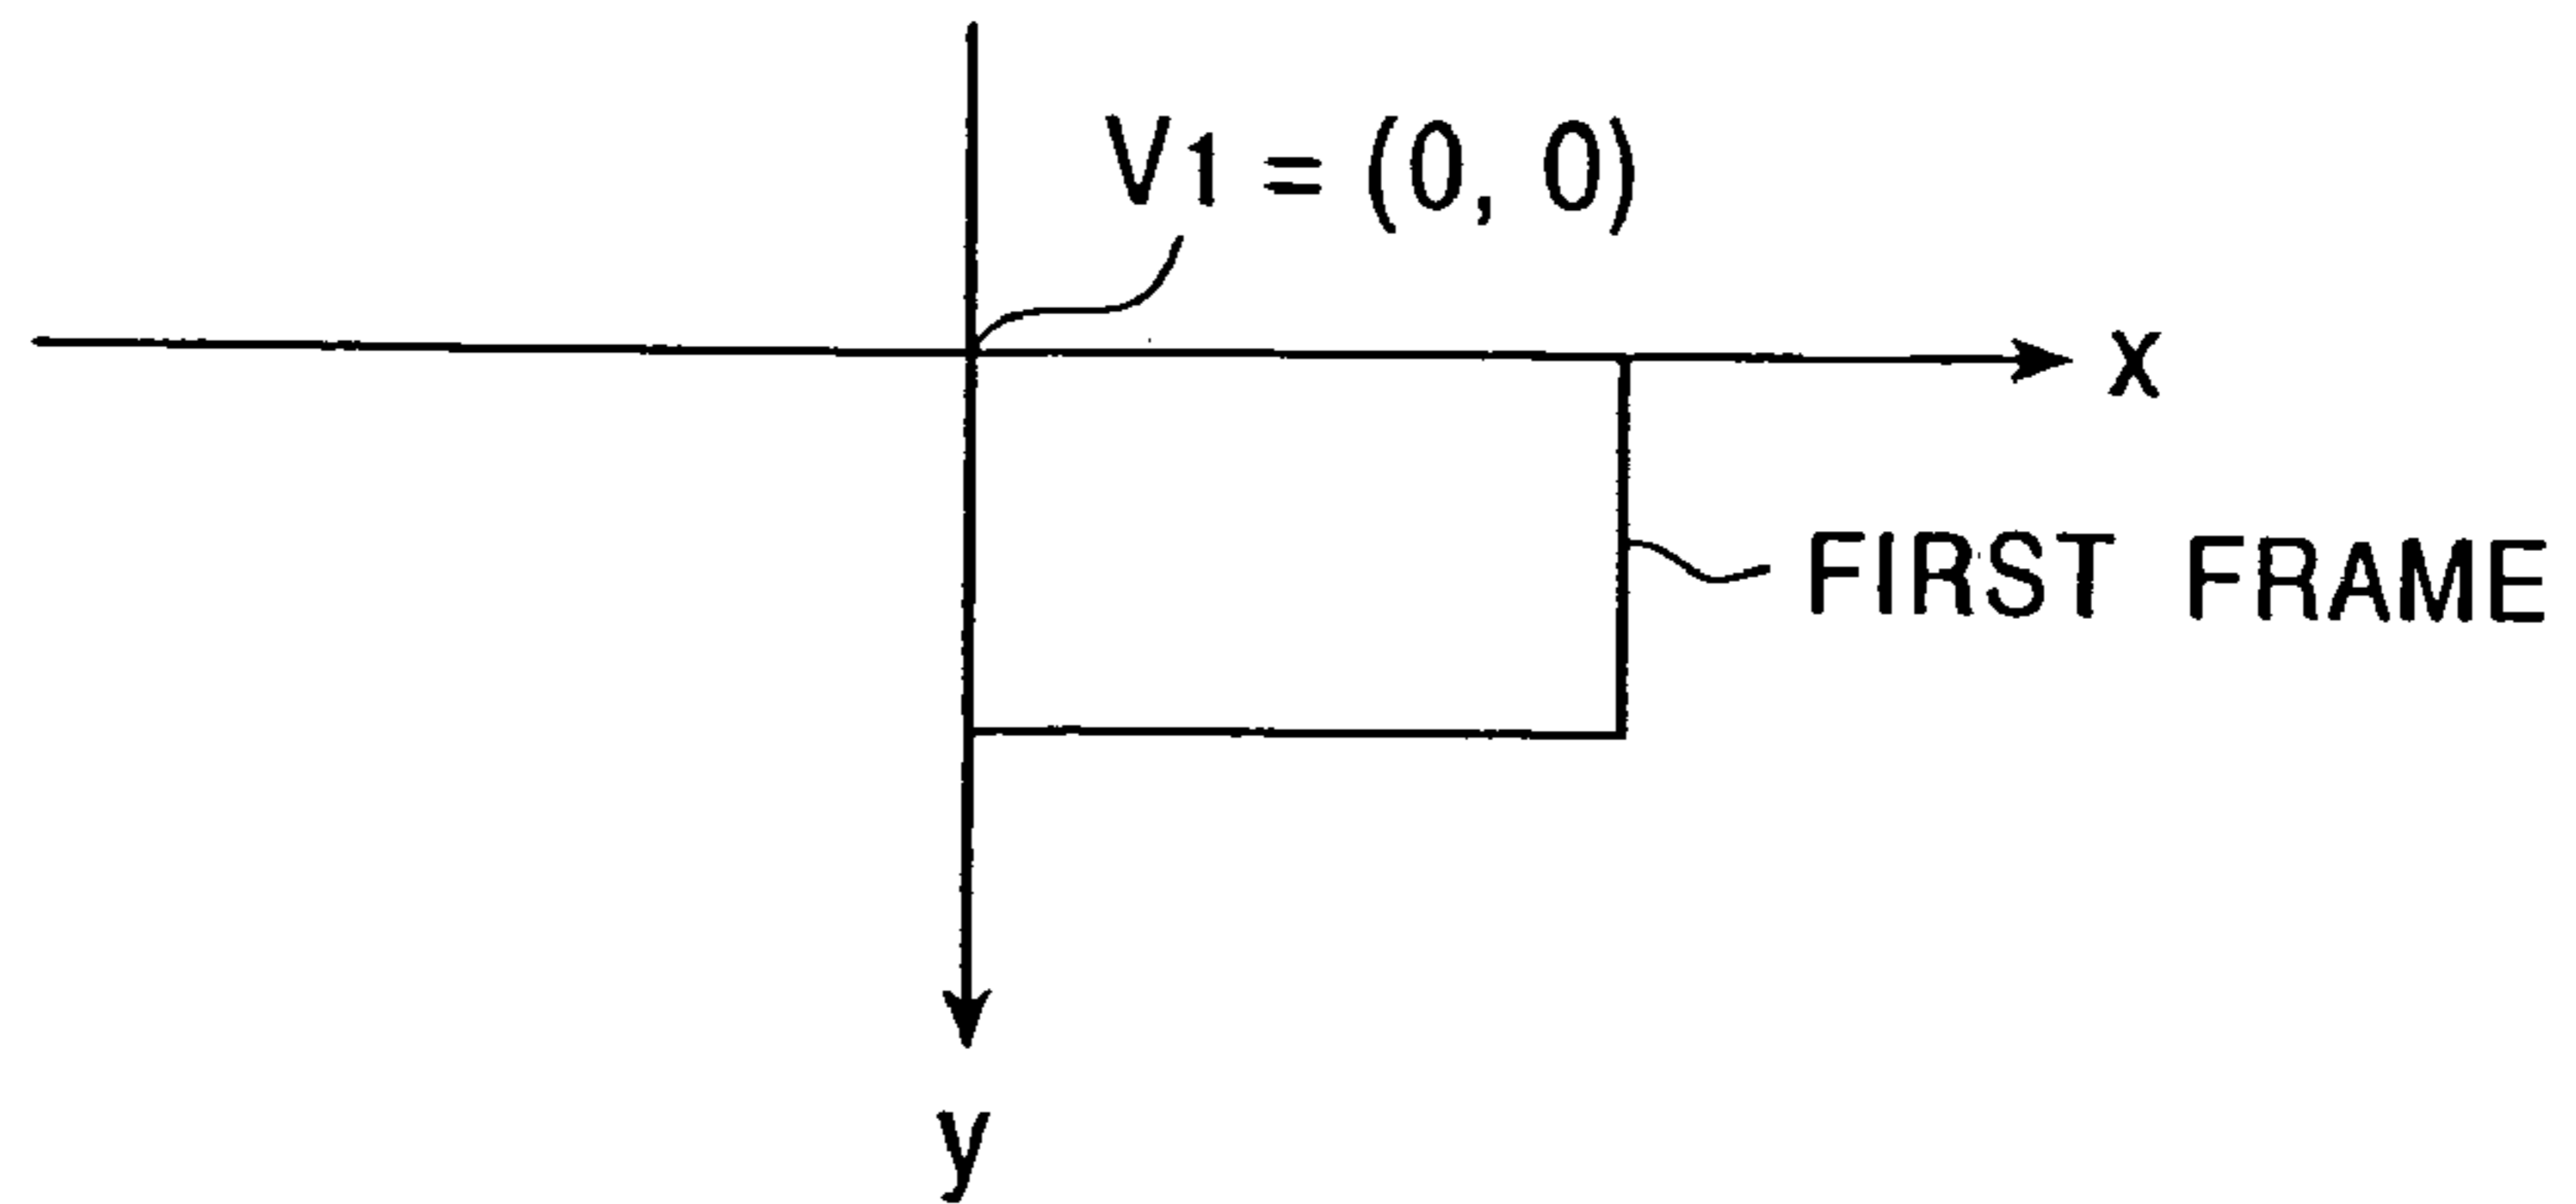 V1 = (0, 0)
x
FIRST FRAME
y